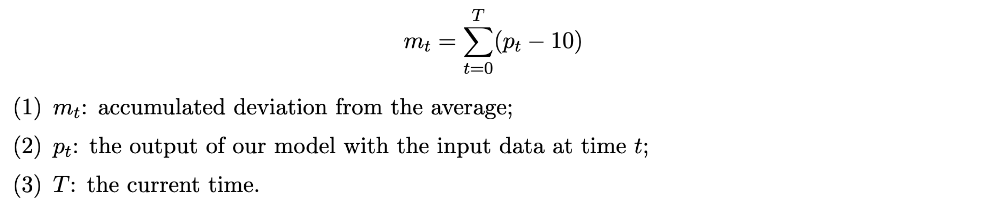 $m_t = \sum_{t=0}^{T} (p_t - 10)$
(1) $m_t$: accumulated deviation from the average;
(2) $p_t$: the output of our model with the input data at time $t$;
(3) $T$: the current time.